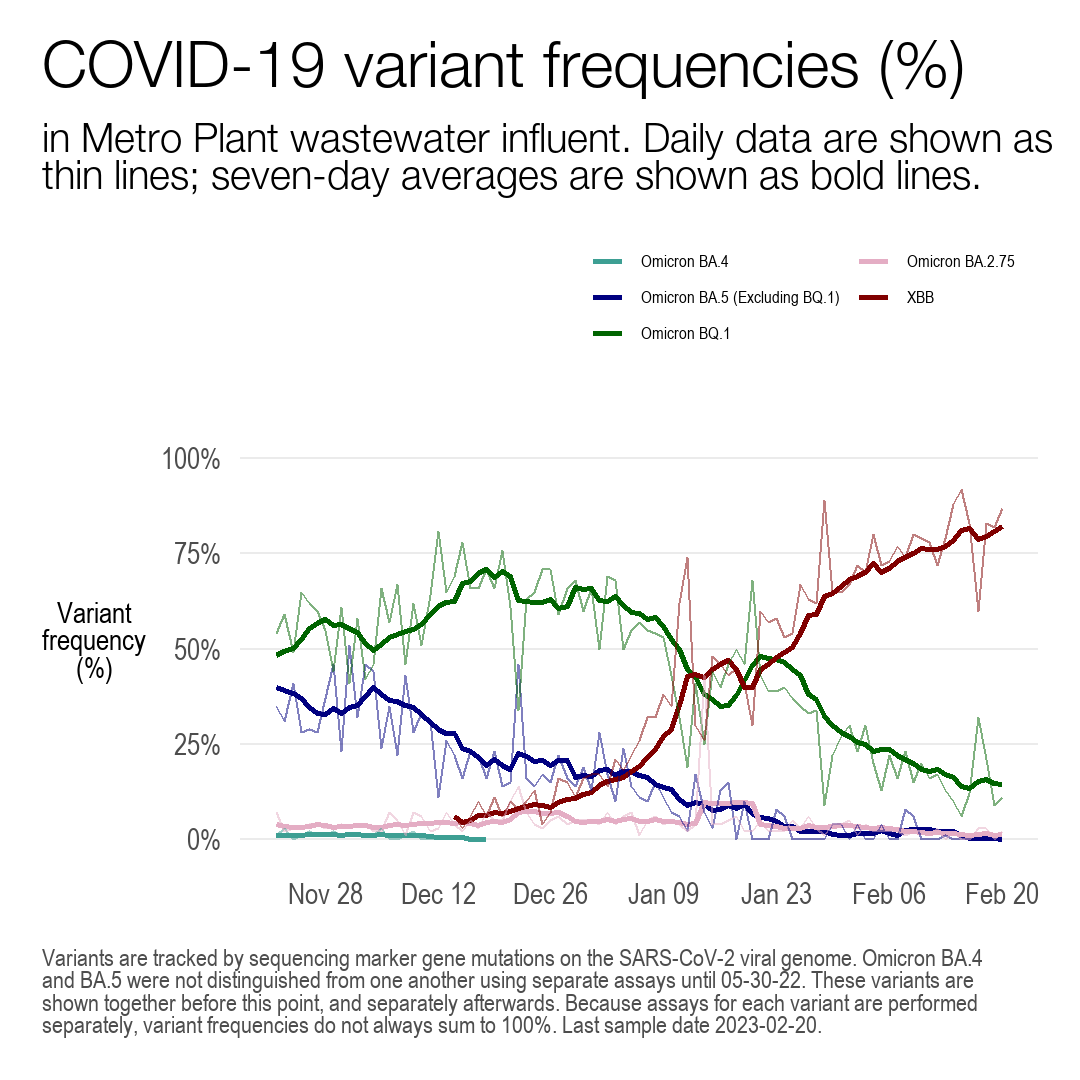 COVID-19 variant frequencies (%)
in Metro Plant wastewater influent. Daily data are shown as
thin lines; seven-day averages are shown as bold lines.
Omicron BA.4
Omicron BA.2.75
Omicron BA.5 (Excluding BQ.1)
XBB
Omicron BQ.1
100%
75%
50%
25%
0%
Variant
frequency
(%)
Nov 28
Dec 12
Dec 26
Jan 09
Jan 23
Feb 06
Feb 20
Variants are tracked by sequencing marker gene mutations on the SARS-CoV-2 viral genome. Omicron BA.4
and BA.5 were not distinguished from one another using separate assays until 05-30-22. These variants are
shown together before this point, and separately afterwards. Because assays for each variant are performed
separately, variant frequencies do not always sum to 100%. Last sample date 2023-02-20.